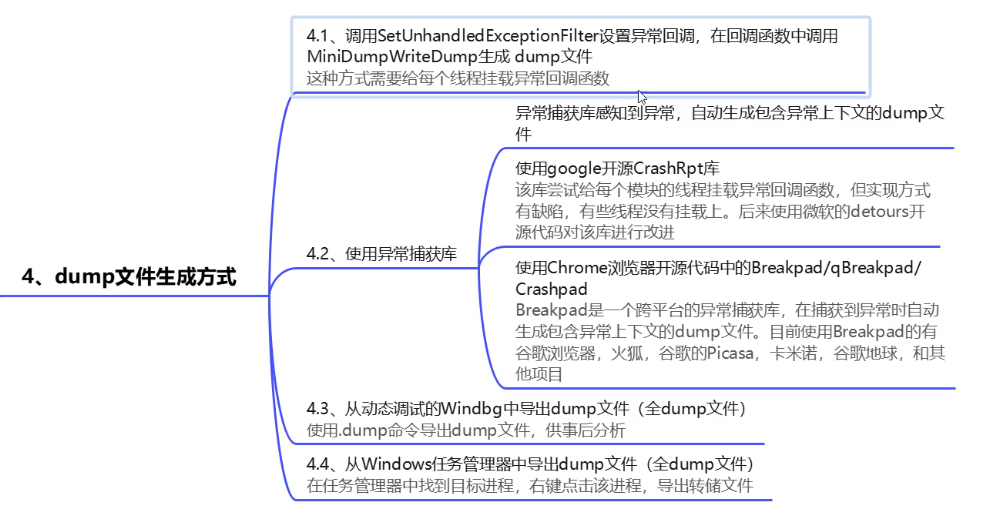 4、dump文件生成方式
4.1、调用SetUnhandledExceptionFilter设置异常回调，在回调函数中调用
MiniDumpWriteDump生成 dump文件
这种方式需要给每个线程挂载异常回调函数
4.2、使用异常捕获库
异常捕获库感知到异常，自动生成包含异常上下文的dump文
件
使用google开源CrashRpt库
该库尝试给每个模块的线程挂载异常回调函数，但实现方式
有缺陷，有些线程没有挂载上。后来使用微软的detours开
源代码对该库进行改进
使用Chrome浏览器开源代码中的Breakpad/qBreakpad/
Crashpad
Breakpad是一个跨平台的异常捕获库，在捕获到异常时自动
生成包含异常上下文的dump文件。目前使用Breakpad的有
谷歌浏览器，火狐，谷歌的Picasa，卡米诺，谷歌地球，和其
他项目
4.3、从动态调试的Windbg中导出dump文件（全dump文件）
使用.dump命令导出dump文件，供事后分析
4.4、从Windows任务管理器中导出dump文件（全dump文件）
在任务管理器中找到目标进程，右键点击该进程，导出转储文件